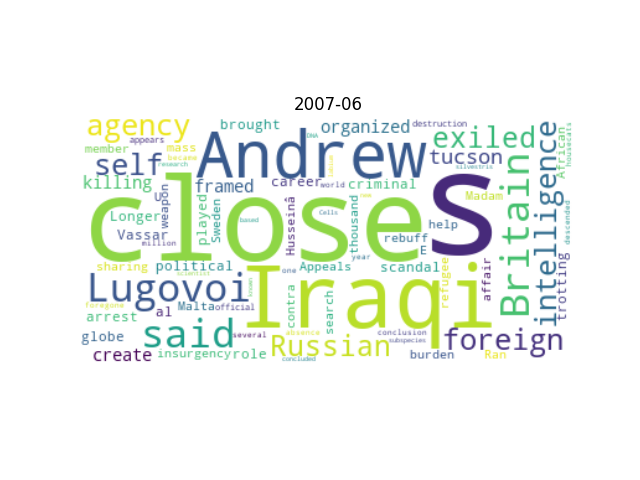 2007-06
agency
brought
organized
destruction
exiled
African
housecats
appears
member
mass
became
research
DNA
Andrew
tucson
self
killing
framed
career
world
criminal
Madam
silvestris
intelligence
Britain
weapon
played
Sweden
closes
Longer
Vassar
Husseinâ
Cells
thousand
based
million
rebuff
help
E
year
descended
trotting
sharing
political
scientist
one
Appeals
scandal
refugee
affair
Lugovoi
Iraqi
foregone
arrest
al
Malta
official
contra
search
globe
said
several
absence
conclusion
subspecies
foreign
create
insurgency
role
concluded
Russian
burden
Ran